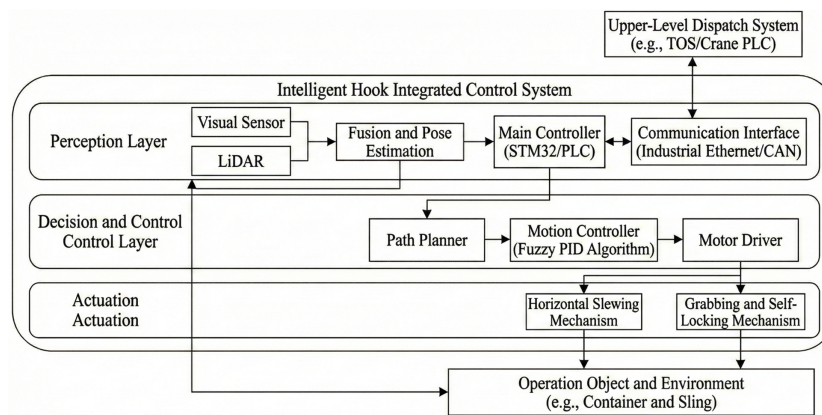 Upper-Level Dispatch System
(e.g., TOS/Crane PLC)
Intelligent Hook Integrated Control System
Perception Layer
Visual Sensor
LiDAR
Fusion and Pose
Estimation
Main Controller
(STM32/PLC)
Communication Interface
(Industrial Ethernet/CAN)
Decision and Control
Control Layer
Path Planner
Motion Controller
(Fuzzy PID Algorithm)
Motor Driver
Actuation
Actuation
Horizontal Slewing
Mechanism
Grabbing and Self-
Locking Mechanism
Operation Object and Environment
(e.g., Container and Sling)